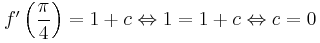 f'(π/4) = 1 + c ⇔ 1 = 1 + c ⇔ c = 0